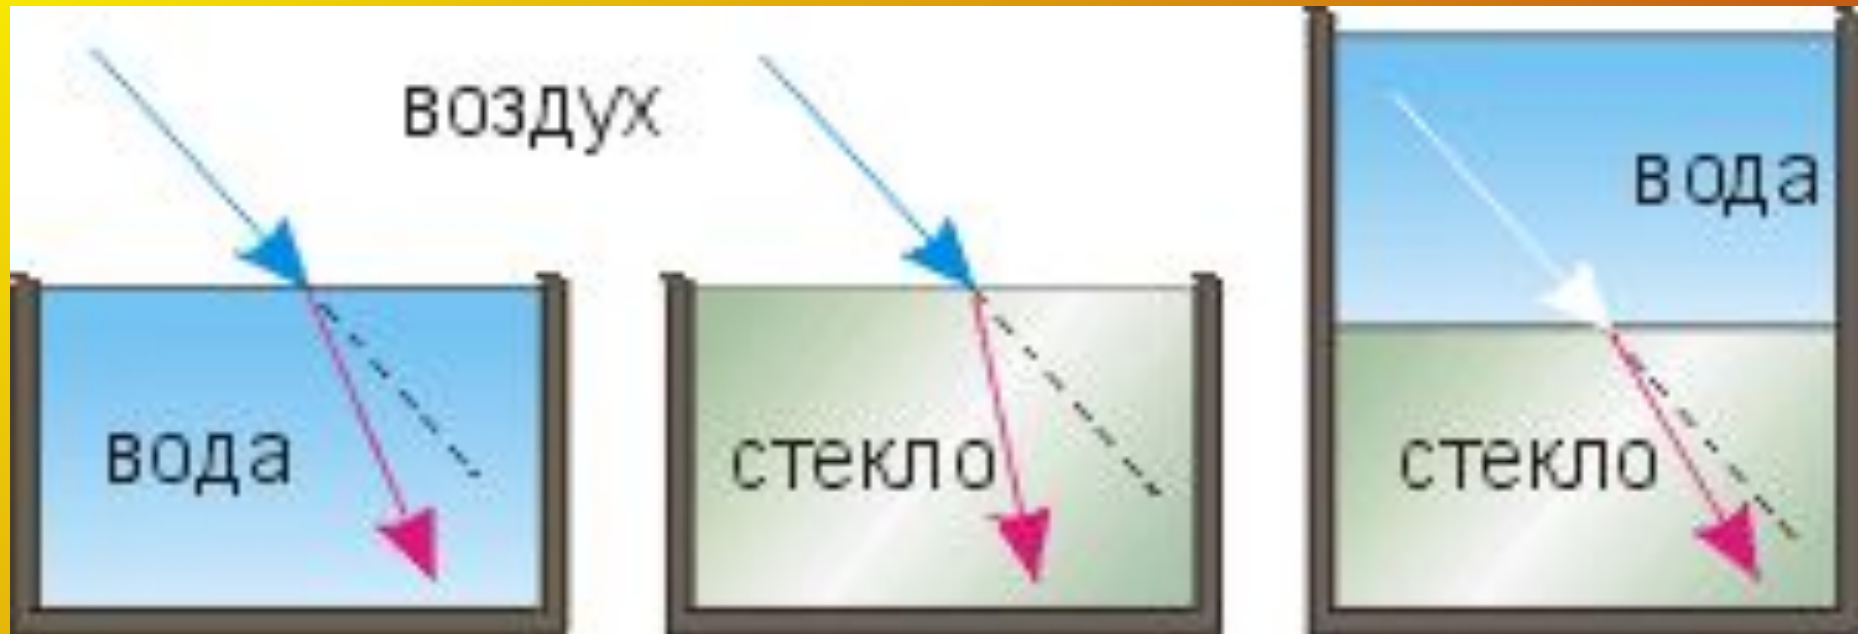 воздух
вода
вода
стекло
стекло